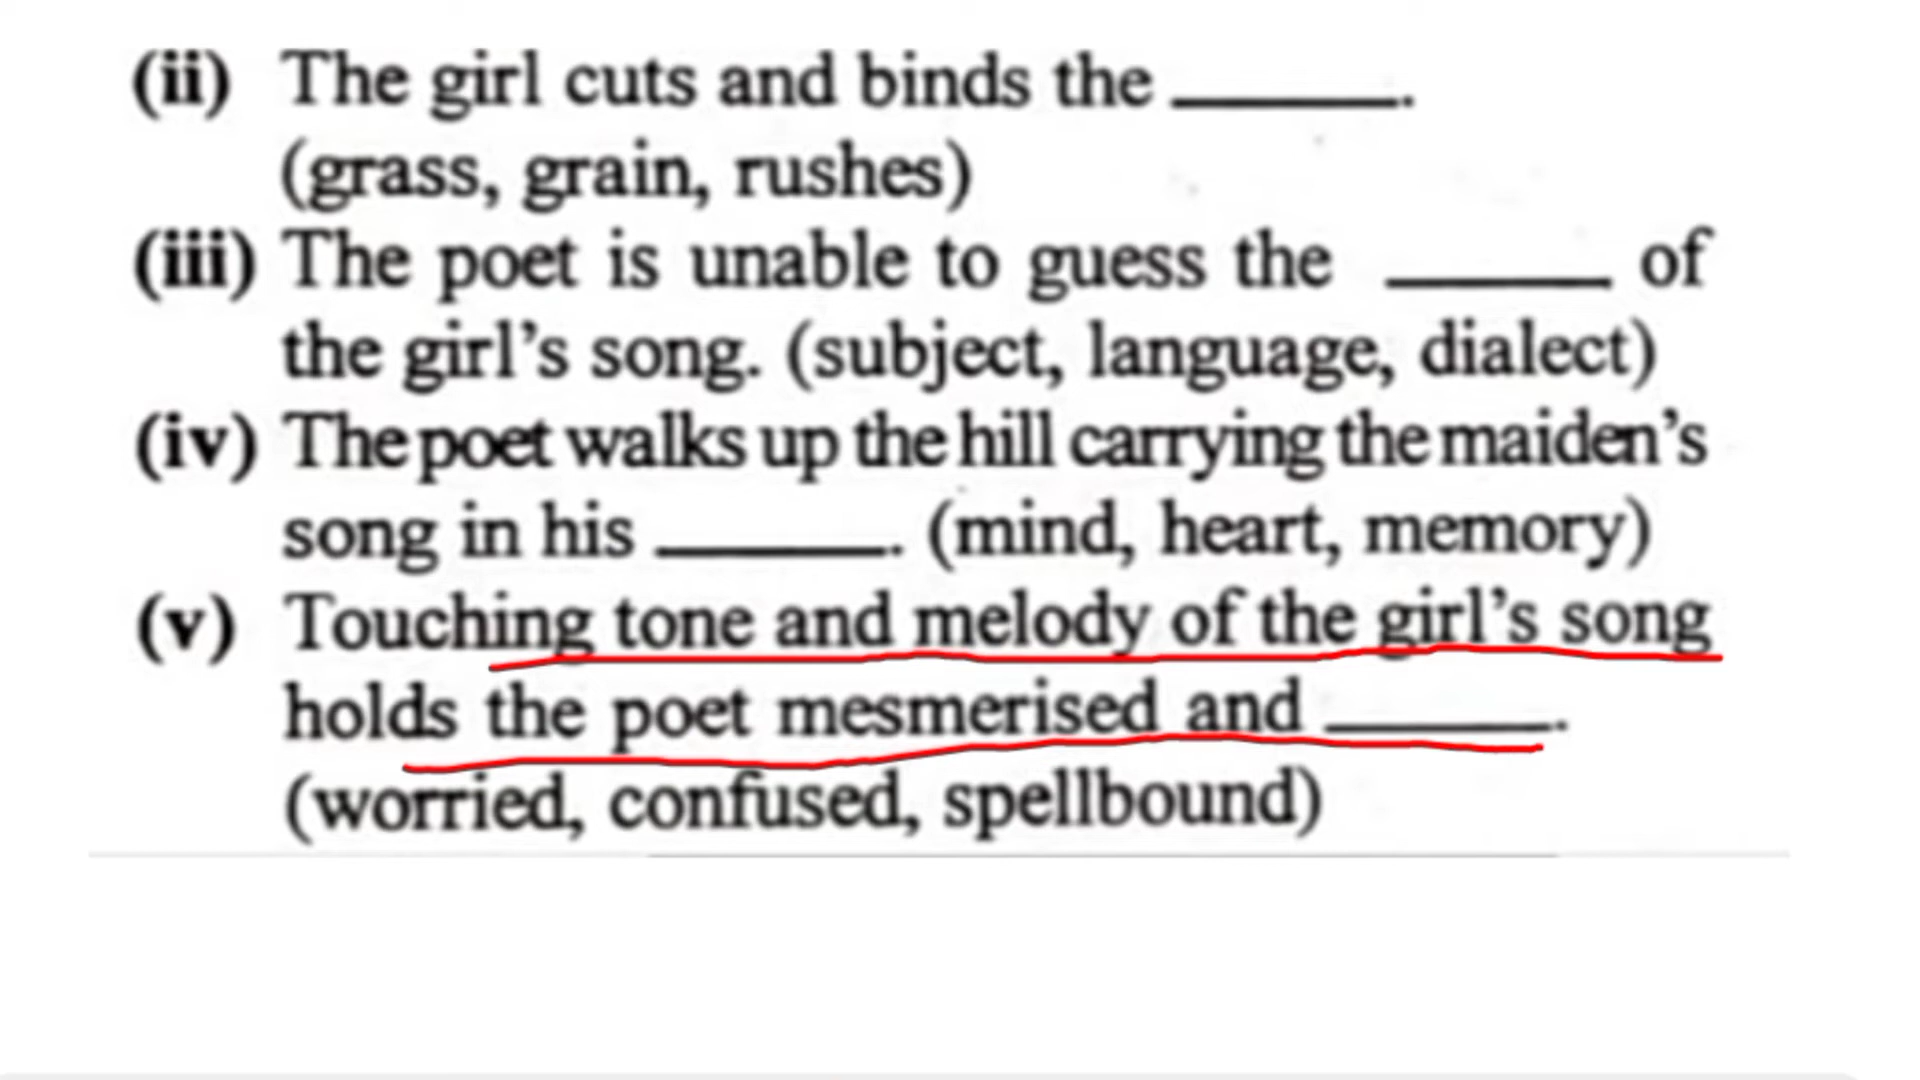 (ii) The girl cuts and binds the ______.
(grass, grain, rushes)
(iii) The poet is unable to guess the ______ of
the girl's song. (subject, language, dialect)
(iv) The poet walks up the hill carrying the maiden's
song in his ______. (mind, heart, memory)
(v) Touching tone and melody of the girl's song
holds the poet mesmerised and ______.
(worried, confused, spellbound)